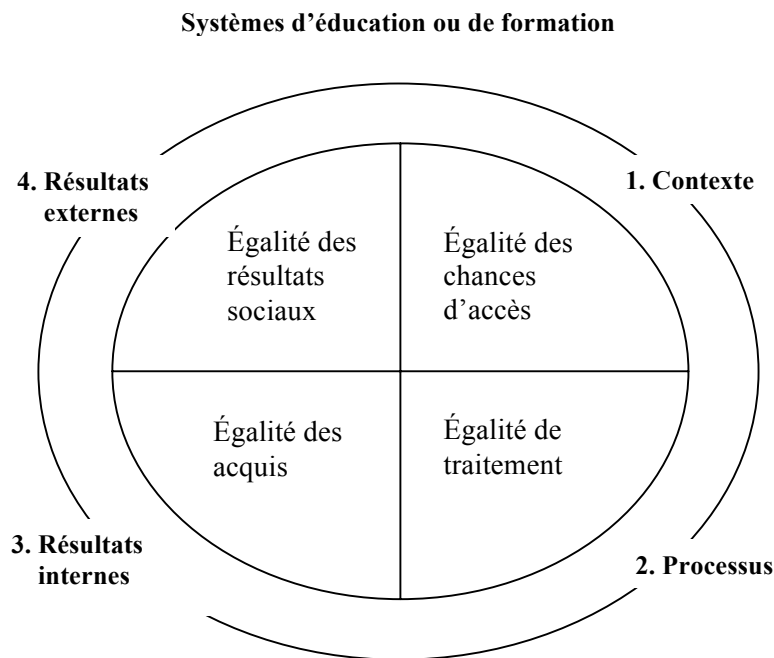 Systèmes d’éducation ou de formation
4. Résultats
externes
1. Contexte
Égalité des
résultats
sociaux
Égalité des
chances
d’accès
Égalité des
acquis
Égalité de
traitement
3. Résultats
internes
2. Processus